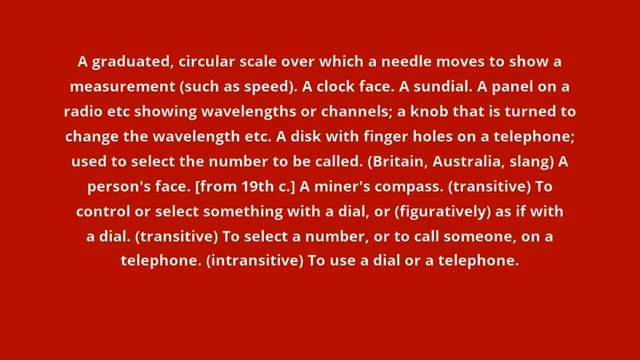 A graduated, circular scale over which a needle moves to show a
measurement (such as speed). A clock face. A sundial. A panel on a
radio etc showing wavelengths or channels; a knob that is turned to
change the wavelength etc. A disk with finger holes on a telephone;
used to select the number to be called. (Britain, Australia, slang) A
person's face. [from 19th c.] A miner's compass. (transitive) To
control or select something with a dial, or (figuratively) as if with
a dial. (transitive) To select a number, or to call someone, on a
telephone. (intransitive) To use a dial or a telephone.